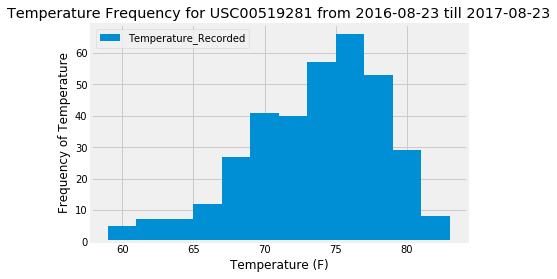 Temperature Frequency for USC00519281 from 2016-08-23 till 2017-08-23
Temperature_Recorded
Frequency of Temperature
60
50
40
30
20
10
0
60 65 70 75 80
Temperature (F)